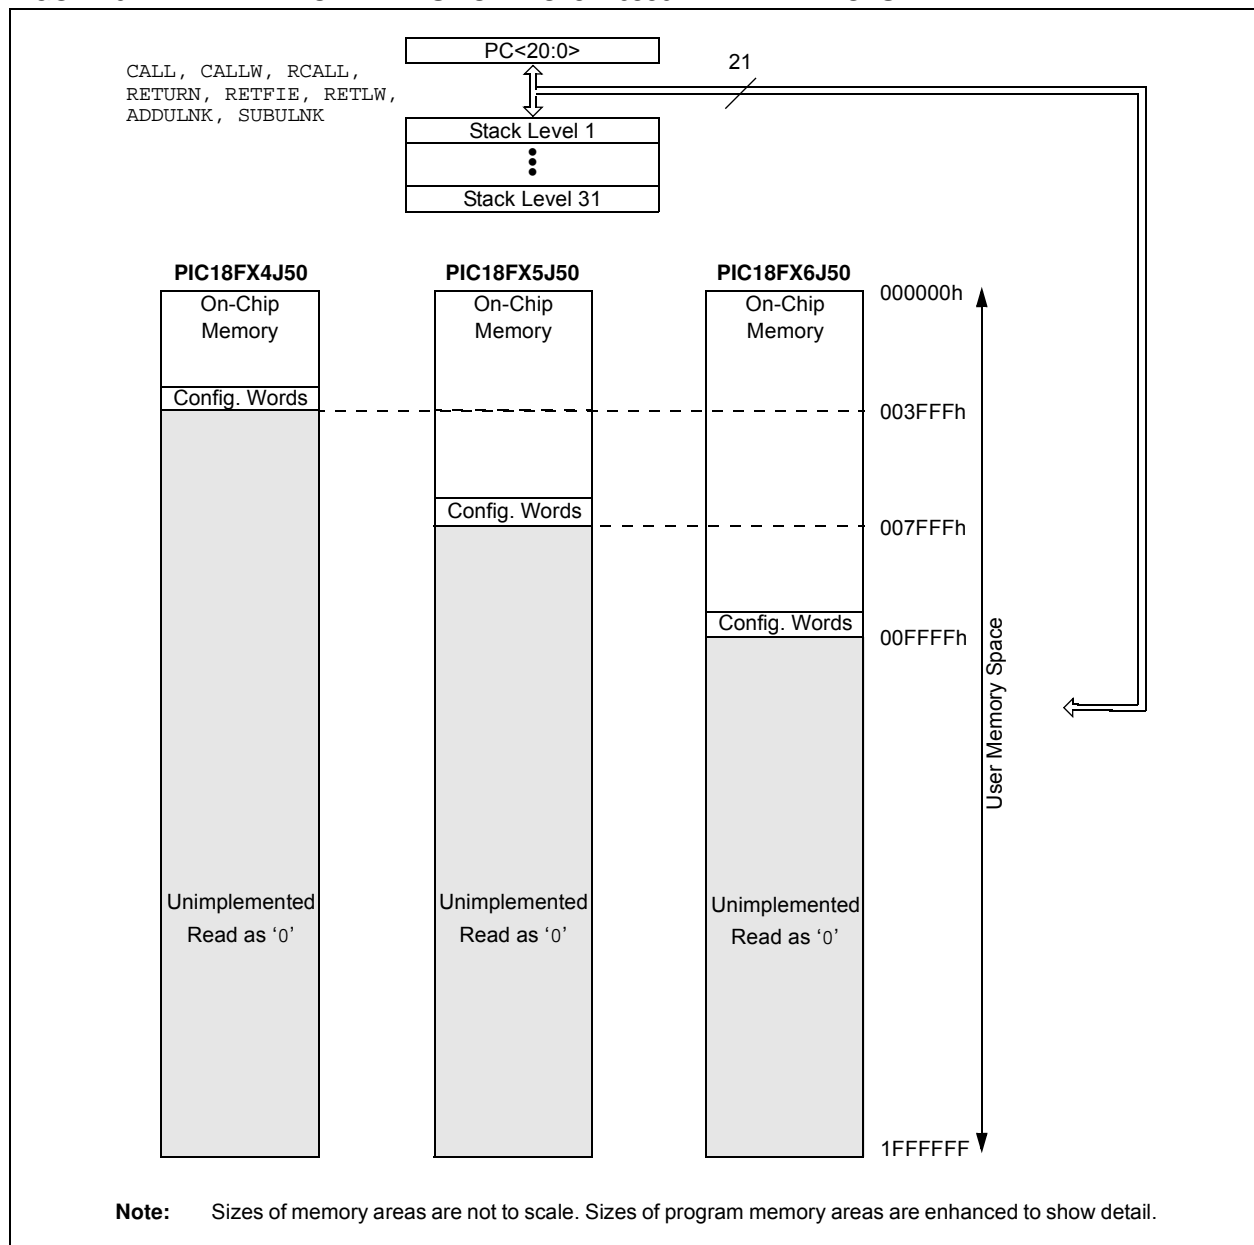 PC<20:0>
21
CALL, CALLW, RCALL,
RETURN, RETFIE, RETLW,
ADDULNK, SUBULNK
Stack Level 1
Stack Level 31
PIC18FX4J50
PIC18FX5J50
PIC18FX6J50
On-Chip
Memory
On-Chip
Memory
On-Chip
Memory
000000h
Config. Words
003FFFh
Config. Words
007FFFh
Config. Words
00FFFFh
User Memory Space
Unimplemented
Read as ‘0’
Unimplemented
Read as ‘0’
Unimplemented
Read as ‘0’
1FFFFFF
Note: Sizes of memory areas are not to scale. Sizes of program memory areas are enhanced to show detail.